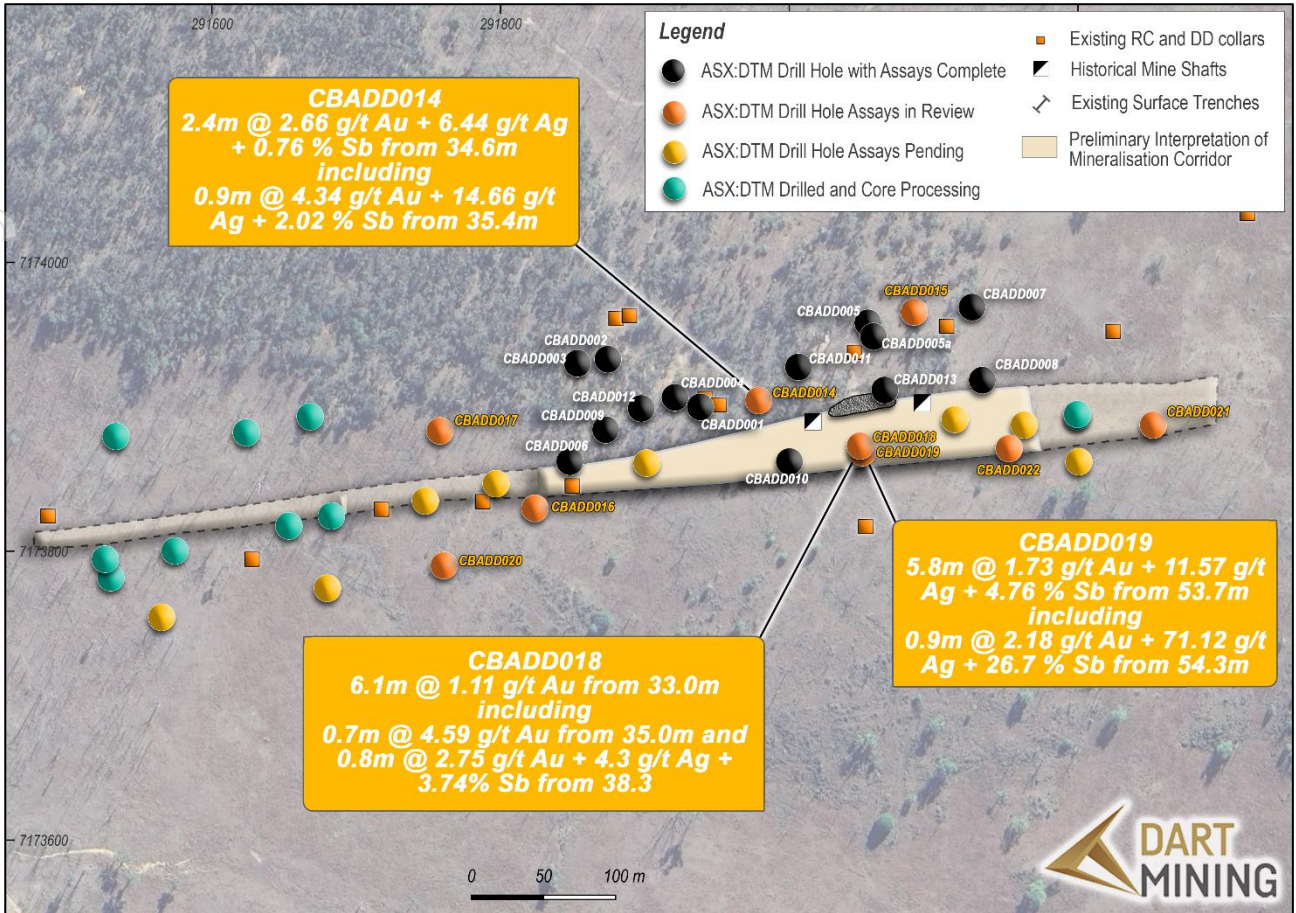 291600
291800
Legend
ASX:DTM Drill Hole with Assays Complete
ASX:DTM Drill Hole Assays in Review
ASX:DTM Drill Hole Assays Pending
ASX:DTM Drilled and Core Processing
Existing RC and DD collars
Historical Mine Shafts
Existing Surface Trenches
Preliminary Interpretation of
Mineralisation Corridor
CBADD014
2.4m @ 2.66 g/t Au + 6.44 g/t Ag
+ 0.76 % Sb from 34.6m
including
0.9m @ 4.34 g/t Au + 14.66 g/t
Ag + 2.02 % Sb from 35.4m
7174000
CBADD015
CBADD007
CBADD005
CBADD005a
CBADD002
CBADD003
CBADD011
CBADD008
CBADD004
CBADD013
CBADD012
CBADD014
CBADD009
CBADD001
CBADD017
CBADD021
CBADD018
CBADD019
CBADD006
CBADD010
CBADD022
CBADD016
7173800
CBADD020
CBADD019
5.8m @ 1.73 g/t Au + 11.57 g/t
Ag + 4.76 % Sb from 53.7m
including
0.9m @ 2.18 g/t Au + 71.12 g/t
Ag + 26.7 % Sb from 54.3m
CBADD018
6.1m @ 1.11 g/t Au from 33.0m
including
0.7m @ 4.59 g/t Au from 35.0m and
0.8m @ 2.75 g/t Au + 4.3 g/t Ag +
3.74% Sb from 38.3
7173600
0 50 100 m
DART
MINING